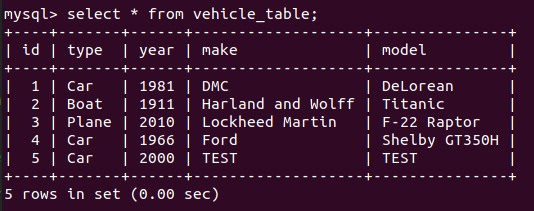 mysql> select * from vehicle_table;
+----+-------+------+--------------------+---------------+
| id | type  | year | make               | model         |
+----+-------+------+--------------------+---------------+
|  1 | Car   | 1981 | DMC                | DeLorean      |
|  2 | Boat  | 1911 | Harland and Wolff  | Titanic       |
|  3 | Plane | 2010 | Lockheed Martin    | F-22 Raptor   |
|  4 | Car   | 1966 | Ford               | Shelby GT350H |
|  5 | Car   | 2000 | TEST               | TEST          |
+----+-------+------+--------------------+---------------+
5 rows in set (0.00 sec)